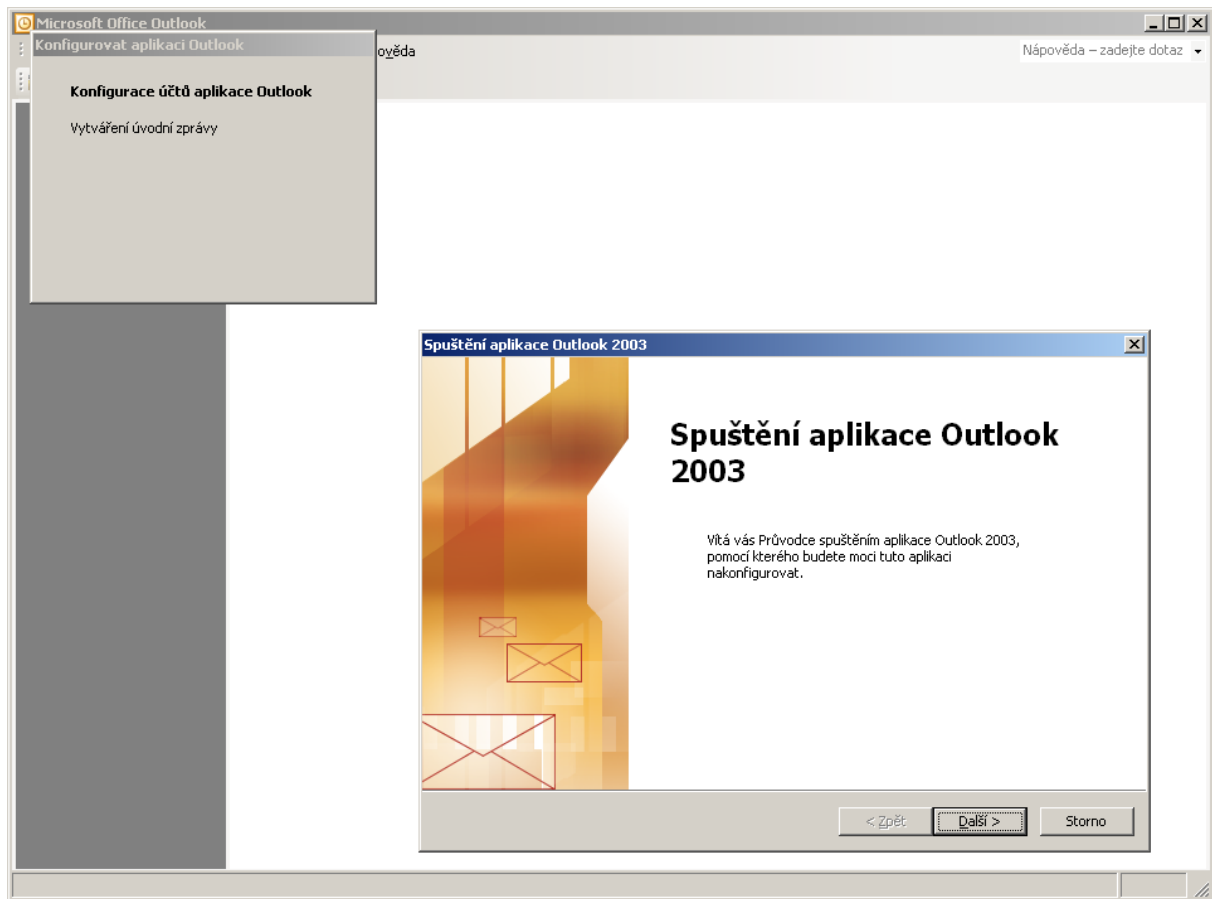 Microsoft Office Outlook
Konfigurovat aplikaci Outlook
ověda
Nápověda – zadejte dotaz
Konfigurace účtů aplikace Outlook
Vytváření úvodní zprávy
Spuštění aplikace Outlook 2003
Spuštění aplikace Outlook
2003
Vítá vás Průvodce spuštěním aplikace Outlook 2003,
pomocí kterého budete moci tuto aplikaci
nakonfigurovat.
< Zpět
Další >
Storno